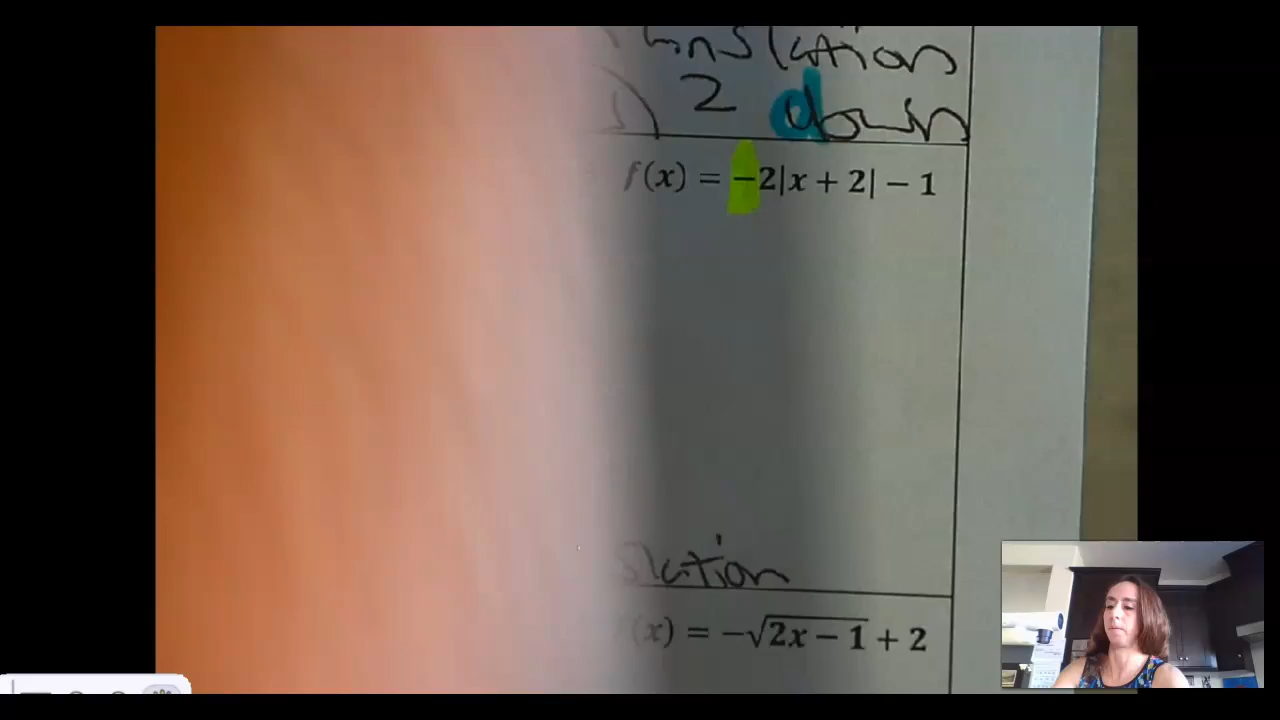 2 down
f(x) = −2|x + 2| − 1
(x) = −√2x − 1 + 2